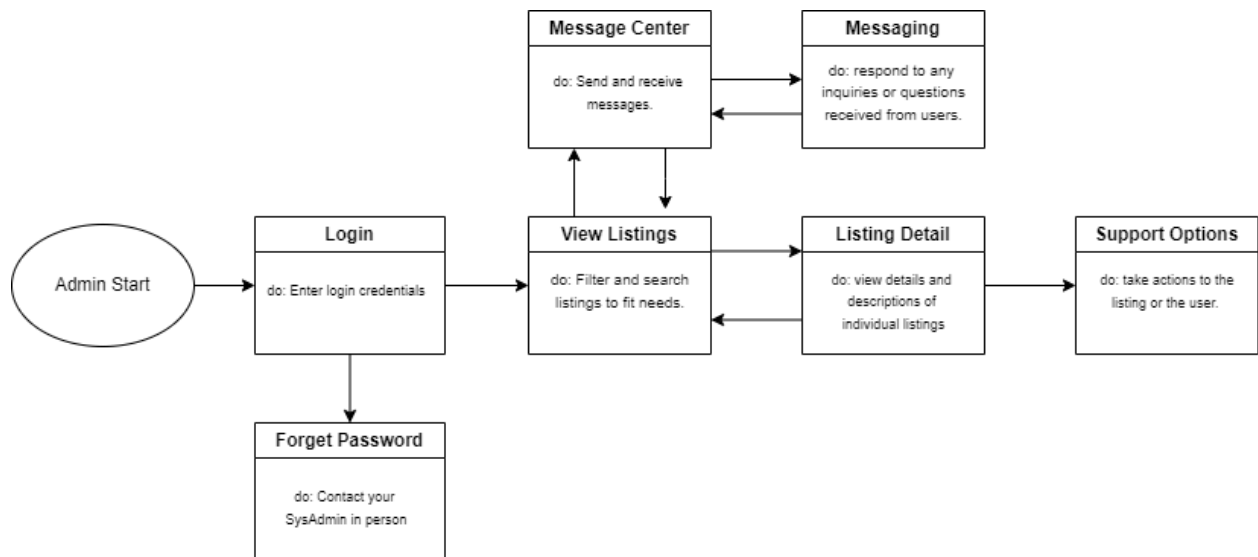 Message Center
do: Send and receive
messages.
Messaging
do: respond to any
inquiries or questions
received from users.
Admin Start
Login
do: Enter login credentials
View Listings
do: Filter and search
listings to fit needs.
Listing Detail
do: view details and
descriptions of
individual listings
Support Options
do: take actions to the
listing or the user.
Forget Password
do: Contact your
SysAdmin in person